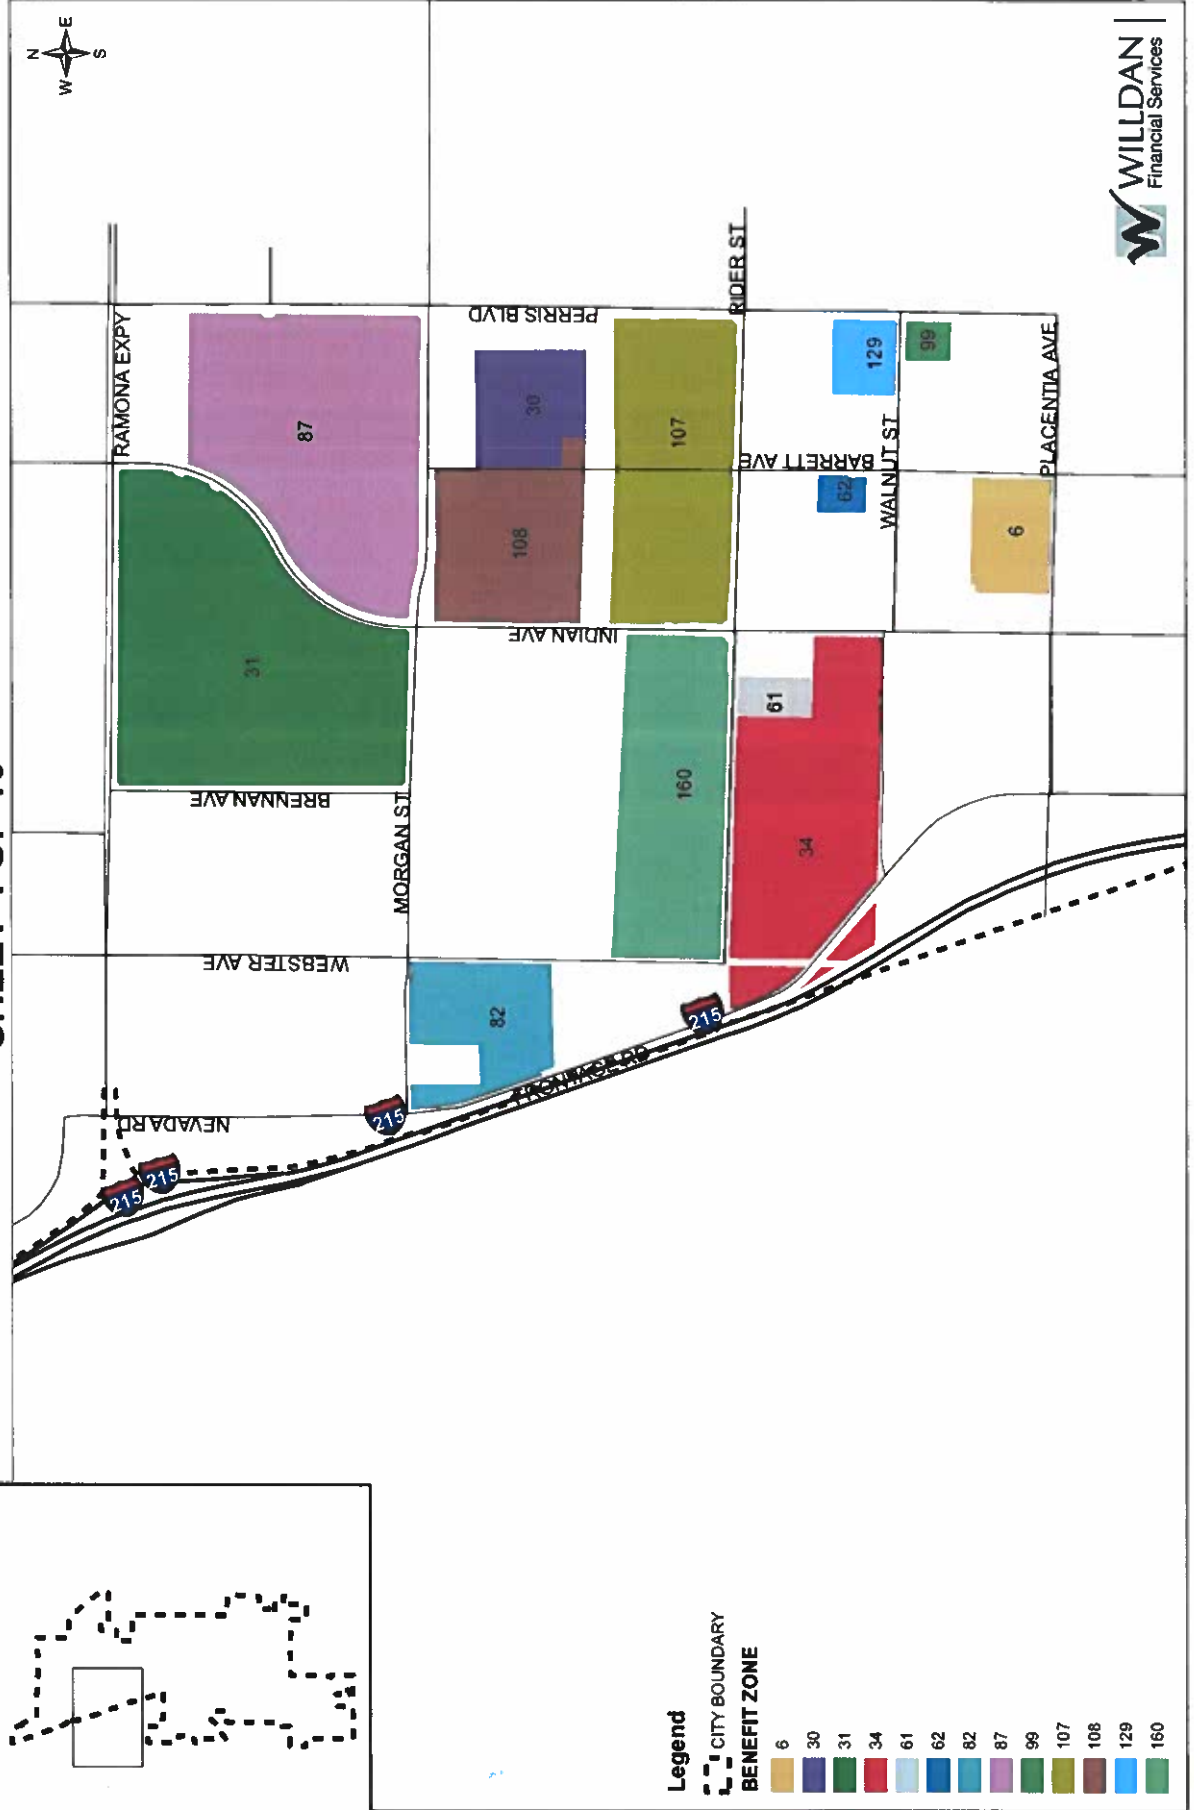 N
W
E
S
RAMONA EXPY
87
31
BRENNAN AVE
MORGAN ST
WEBSTER AVE
NEVADA RD
215
215
215
82
FRONTAGE RD
215
PERRIS BLVD
30
108
INDIAN AVE
107
160
RIDER ST
61
34
BARRETT AVE
129
62
WALNUT ST
99
6
PLACENTIA AVE
WILLDAN
Financial Services
Legend
CITY BOUNDARY
BENEFIT ZONE
6
30
31
34
61
62
82
87
99
107
108
129
160